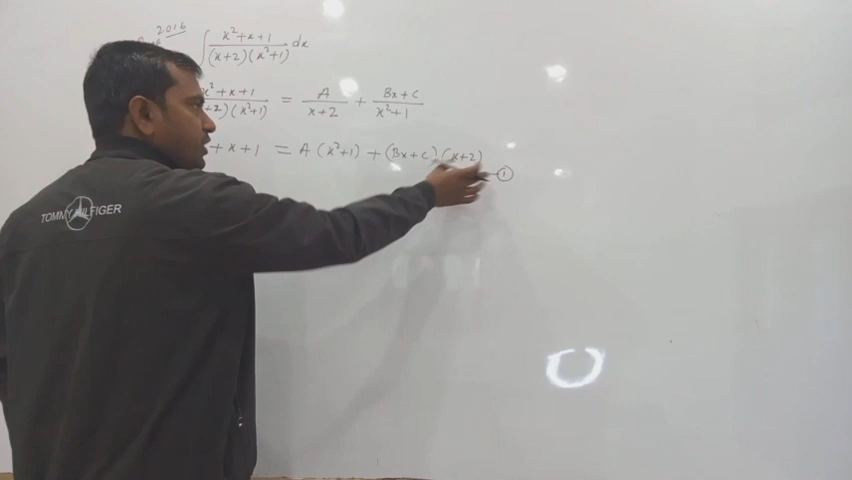 2016
∫ x²+x+1 / (x+2)(x²+1) dx
x²+x+1 / +2)(x²+1) = A / x+2 + Bx+C / x²+1
+ x+1 = A(x²+1) + (Bx+C)(x+2)
1
TOMMY HILFIGER